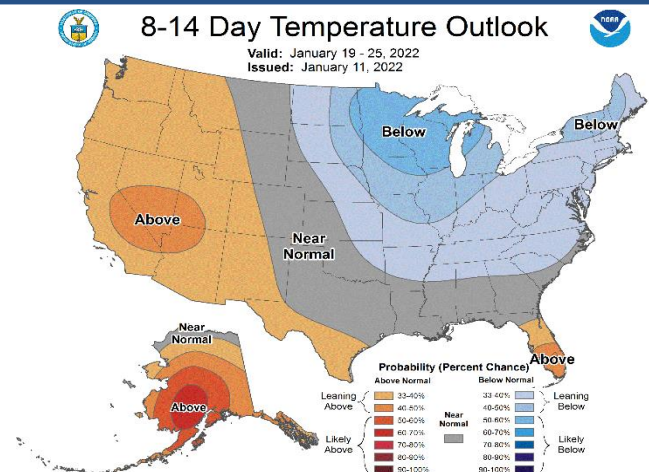 8-14 Day Temperature Outlook
Valid: January 19 - 25, 2022
Issued: January 11, 2022
NOAA
Below
Below
Above
Near
Normal
Near
Normal
Above
Above
Probability (Percent Chance)
Above Normal
Below Normal
Leaning
Above
33-40%
40-50%
Likely
Above
50-60%
60-70%
70-80%
80-90%
90-100%
Near
Normal
33-40%
40-50%
Leaning
Below
50-60%
60-70%
70-80%
80-90%
90-100%
Likely
Below